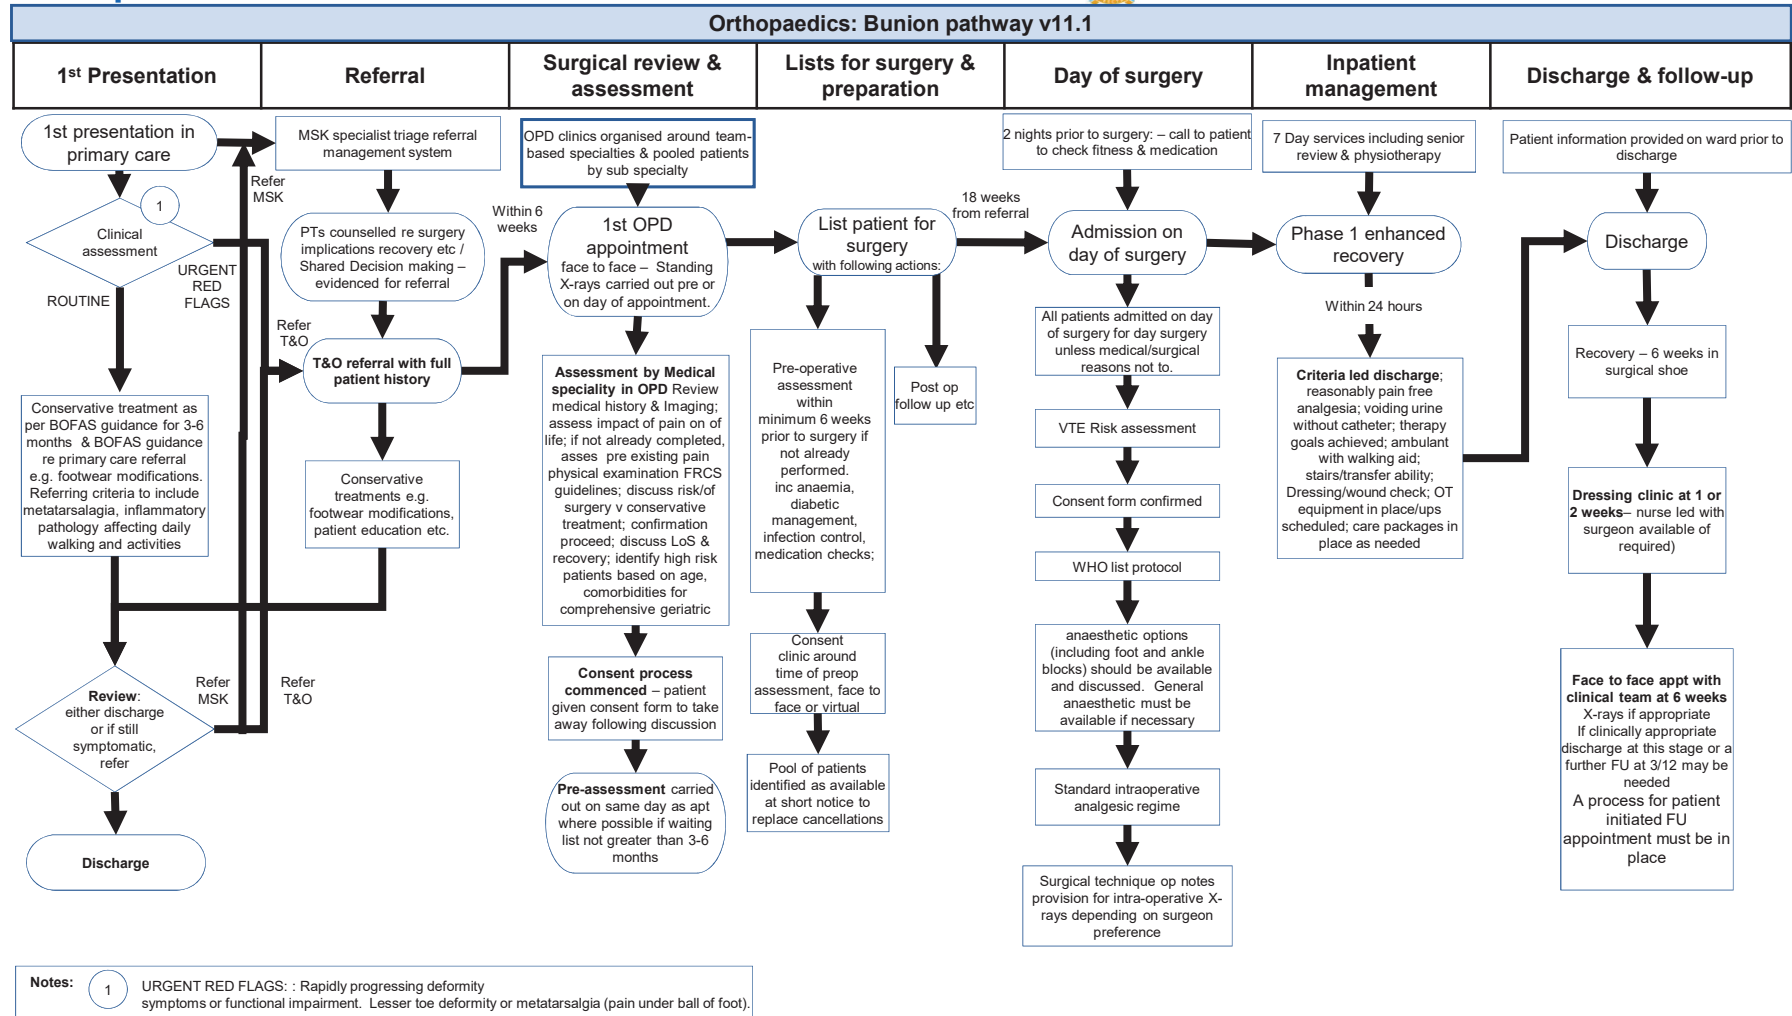 Orthopaedics: Bunion pathway v11.1
1st Presentation
Referral
Surgical review &
assessment
Lists for surgery &
preparation
Day of surgery
Inpatient
management
Discharge & follow-up
1st presentation in
primary care
1
Clinical
assessment
ROUTINE
URGENT
RED
FLAGS
Refer
MSK
Conservative treatment as
per BOFAS guidance for 3-6
months & BOFAS guidance
re primary care referral
e.g. footwear modifications.
Referring criteria to include
metatarsalagia, inflammatory
pathology affecting daily
walking and activities
Review:
either discharge
or if still
symptomatic,
refer
Refer
MSK
Refer
T&O
Discharge
MSK specialist triage referral
management system
PTs counselled re surgery
implications recovery etc /
Shared Decision making –
evidenced for referral
Refer
T&O
T&O referral with full
patient history
Conservative
treatments e.g.
footwear modifications,
patient education etc.
Within 6
weeks
OPD clinics organised around team-
based specialties & pooled patients
by sub specialty
1st OPD
appointment
face to face – Standing
X-rays carried out pre or
on day of appointment.
Assessment by Medical
speciality in OPD Review
medical history & Imaging;
assess impact of pain on of
life; if not already completed,
asses pre existing pain
physical examination FRCS
guidelines; discuss risk/of
surgery v conservative
treatment; confirmation
proceed; discuss LoS &
recovery; identify high risk
patients based on age,
comorbidities for
comprehensive geriatric
Consent process
commenced – patient
given consent form to take
away following discussion
Pre-assessment carried
out on same day as apt
where possible if waiting
list not greater than 3-6
months
List patient for
surgery
with following actions:
18 weeks
from referral
Pre-operative
assessment
within
minimum 6 weeks
prior to surgery if
not already
performed.
inc anaemia,
diabetic
management,
infection control,
medication checks;
Post op
follow up etc
Consent
clinic around
time of preop
assessment, face to
face or virtual
Pool of patients
identified as available
at short notice to
replace cancellations
2 nights prior to surgery: – call to patient
to check fitness & medication
Admission on
day of surgery
All patients admitted on day
of surgery for day surgery
unless medical/surgical
reasons not to.
VTE Risk assessment
Consent form confirmed
WHO list protocol
anaesthetic options
(including foot and ankle
blocks) should be available
and discussed. General
anaesthetic must be
available if necessary
Standard intraoperative
analgesic regime
Surgical technique op notes
provision for intra-operative X-
rays depending on surgeon
preference
7 Day services including senior
review & physiotherapy
Phase 1 enhanced
recovery
Within 24 hours
Criteria led discharge;
reasonably pain free
analgesia; voiding urine
without catheter; therapy
goals achieved; ambulant
with walking aid;
stairs/transfer ability;
Dressing/wound check; OT
equipment in place/ups
scheduled; care packages in
place as needed
Patient information provided on ward prior to
discharge
Discharge
Recovery – 6 weeks in
surgical shoe
Dressing clinic at 1 or
2 weeks– nurse led with
surgeon available of
required)
Face to face appt with
clinical team at 6 weeks
X-rays if appropriate
If clinically appropriate
discharge at this stage or a
further FU at 3/12 may be
needed
A process for patient
initiated FU
appointment must be in
place
Notes:
1
URGENT RED FLAGS: : Rapidly progressing deformity
symptoms or functional impairment. Lesser toe deformity or metatarsalgia (pain under ball of foot).